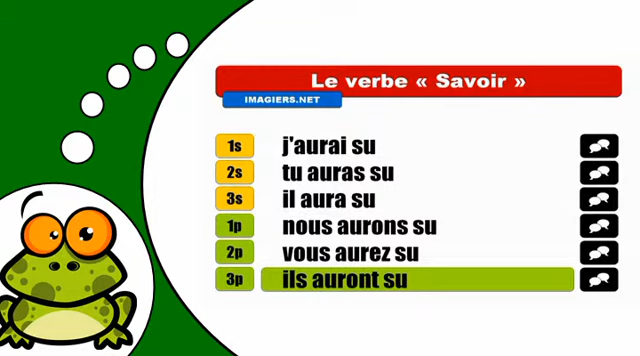 Le verbe « Savoir »
IMAGIERS.NET
1s j'aurai su
2s tu auras su
3s il aura su
1p nous aurons su
2p vous aurez su
3p ils auront su